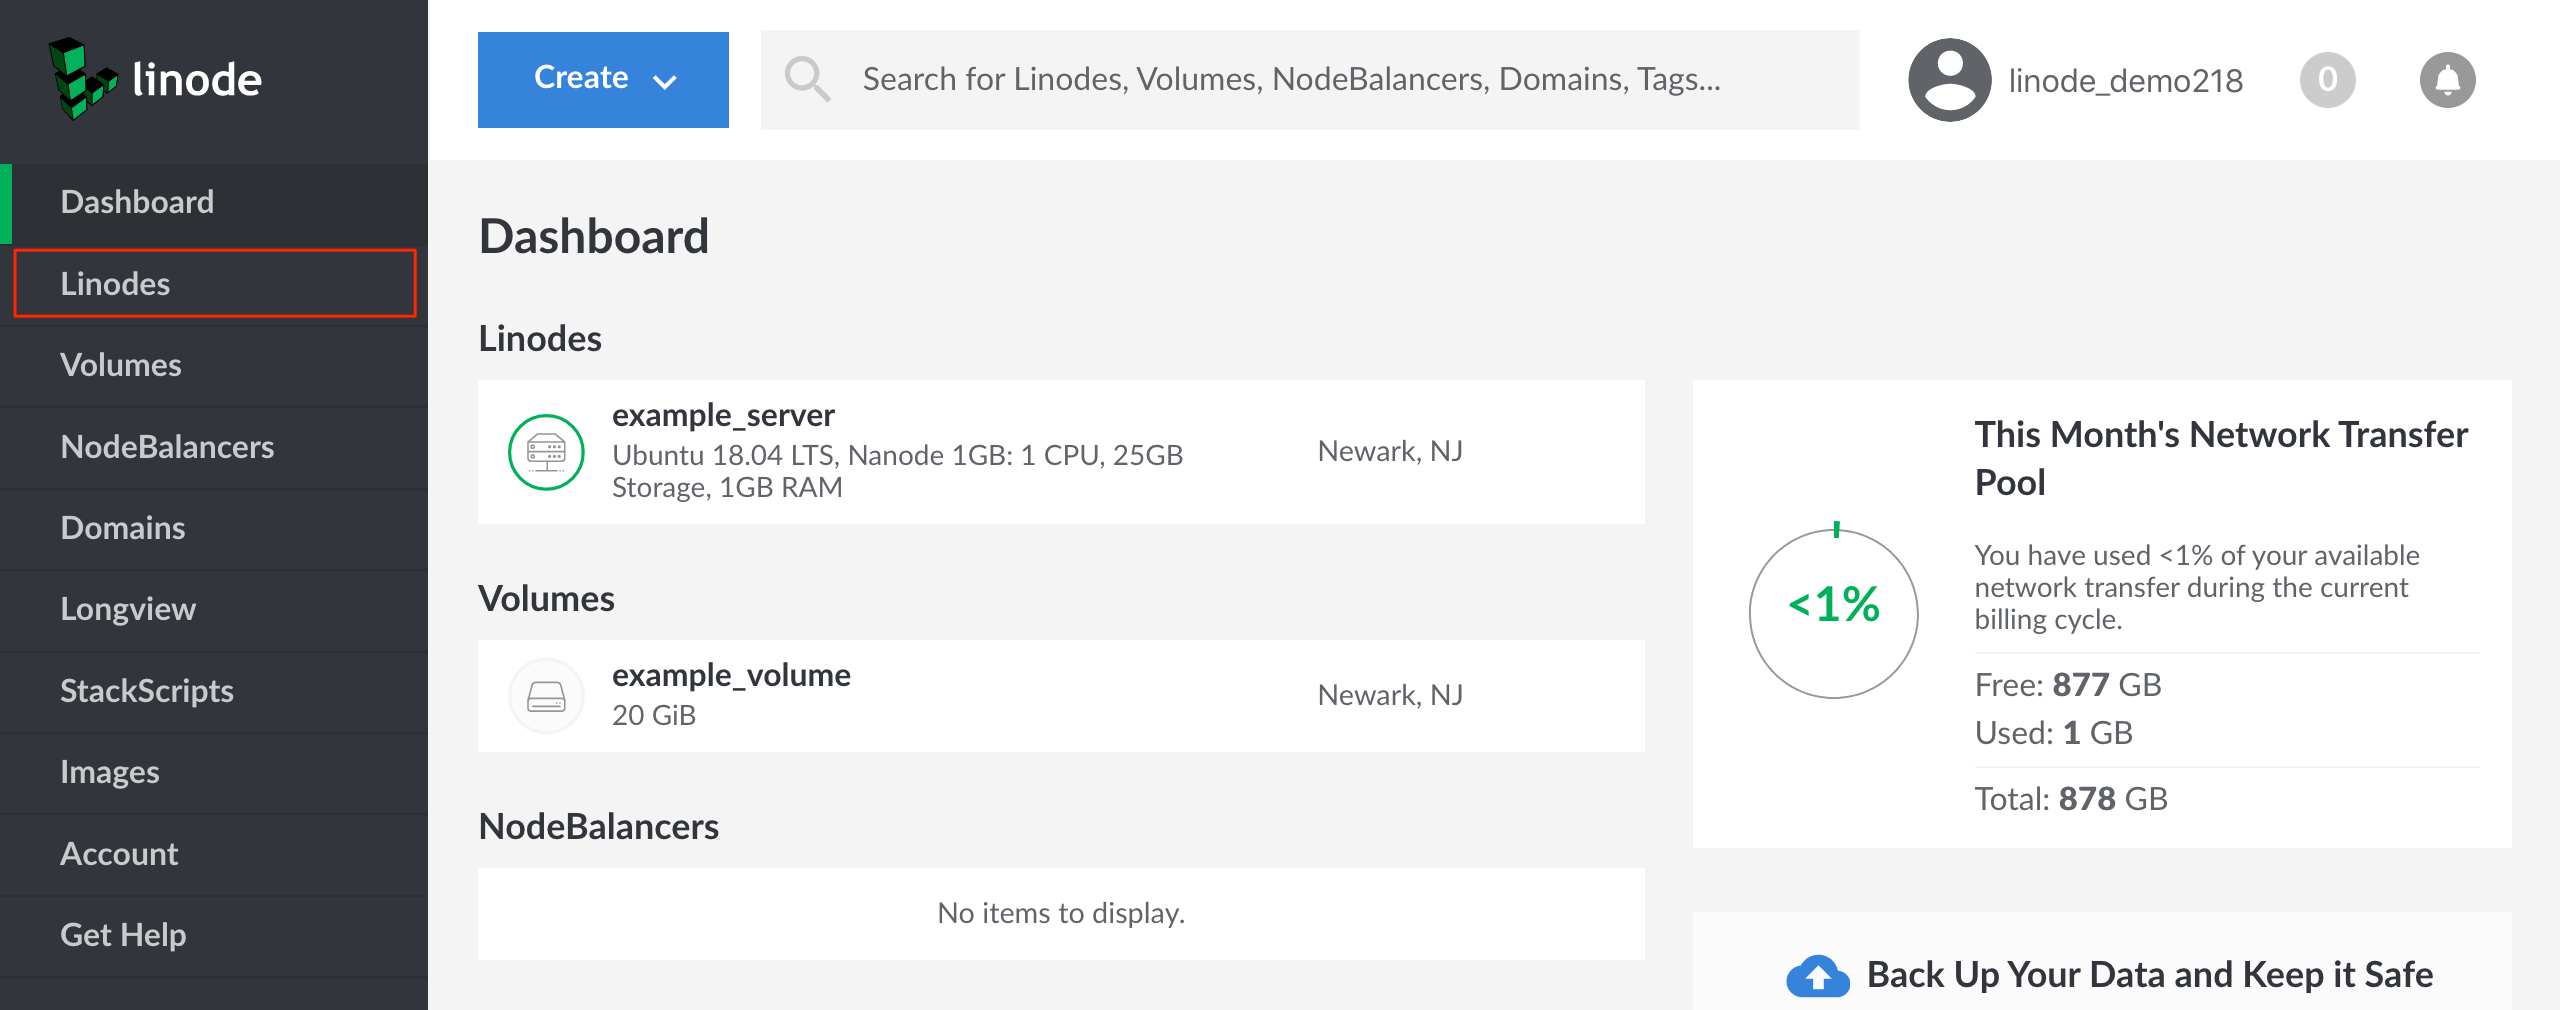 linode
Create
Search for Linodes, Volumes, NodeBalancers, Domains, Tags...
linode_demo218
0
Dashboard
Linodes
Volumes
NodeBalancers
Domains
Longview
StackScripts
Images
Account
Get Help
Dashboard
Linodes
example_server
Ubuntu 18.04 LTS, Nanode 1GB: 1 CPU, 25GB
Storage, 1GB RAM
Newark, NJ
Volumes
example_volume
20 GiB
Newark, NJ
NodeBalancers
No items to display.
<1%
This Month's Network Transfer
Pool
You have used <1% of your available
network transfer during the current
billing cycle.
Free: 877 GB
Used: 1 GB
Total: 878 GB
Back Up Your Data and Keep it Safe